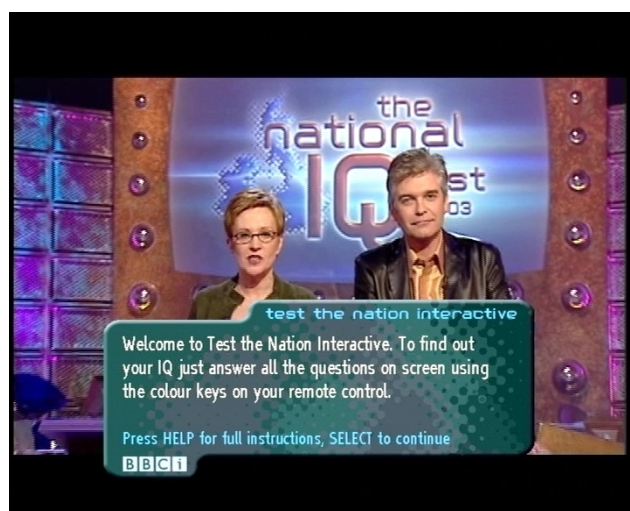 the
national
IQ
st
03
test the nation interactive
Welcome to Test the Nation Interactive. To find out
your IQ just answer all the questions on screen using
the colour keys on your remote control.
Press HELP for full instructions, SELECT to continue
BBCi